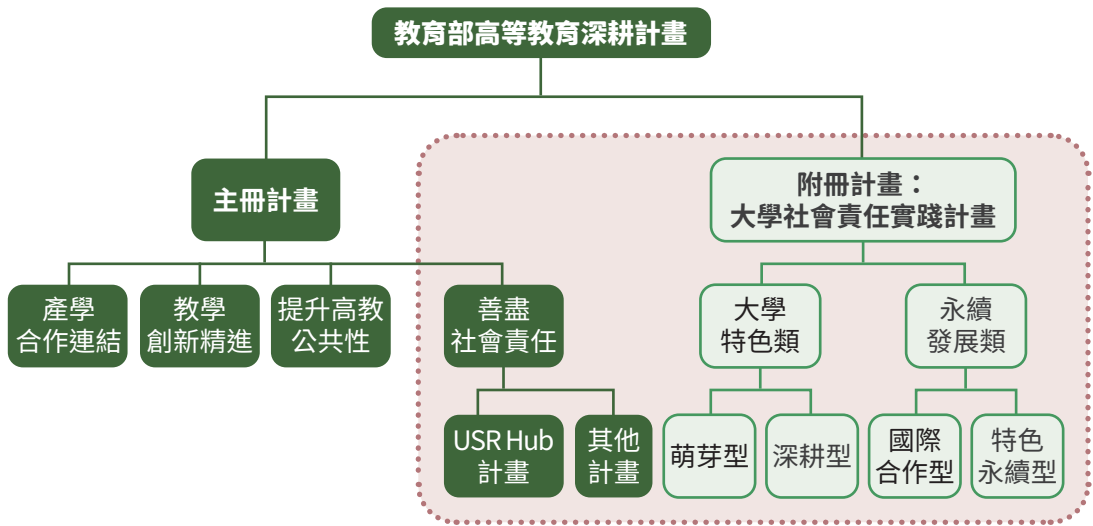 教育部高等教育深耕計畫
主冊計畫
附冊計畫：
大學社會責任實踐計畫
產學
合作連結
教學
創新精進
提升高教
公共性
善盡
社會責任
大學
特色類
永續
發展類
USR Hub
計畫
其他
計畫
萌芽型
深耕型
國際
合作型
特色
永續型